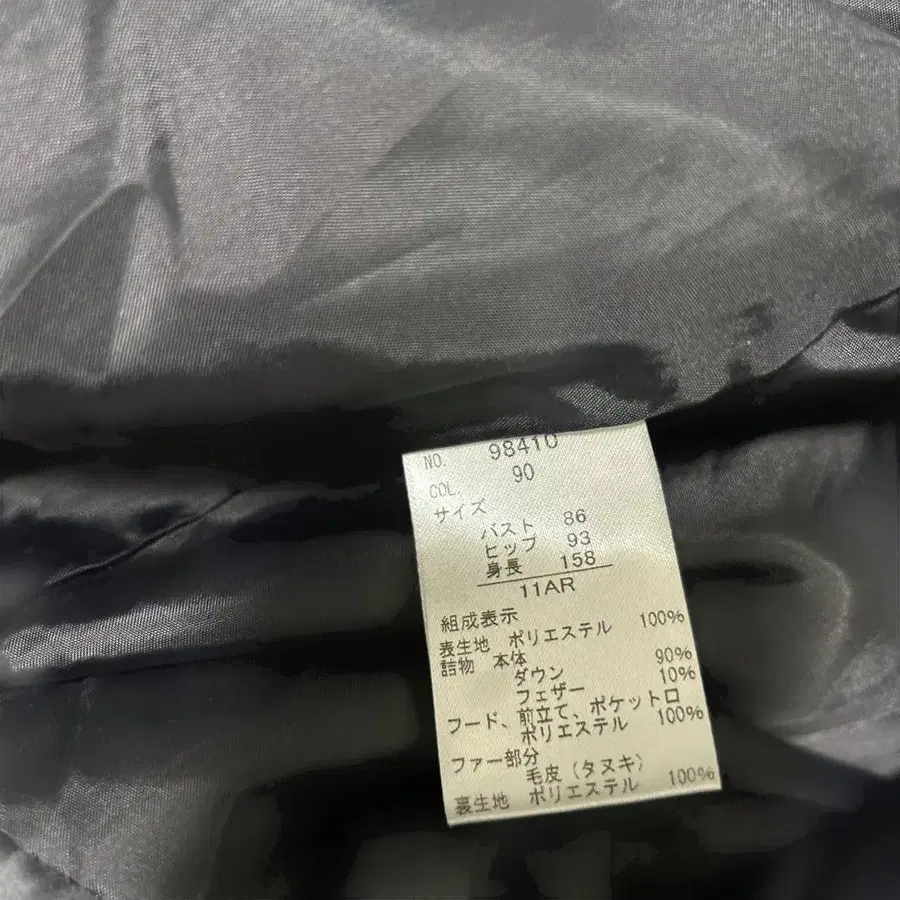 NO. 98410
COL. 90
サイズ
バスト 86
ヒップ 93
身長 158
11AR
組成表示
表生地 ポリエステル 100%
詰物 本体
ダウン 90%
フェザー 10%
フード、前立て、ポケット口
ポリエステル 100%
ファー部分
毛皮（タヌキ）
裏生地 ポリエステル 100%